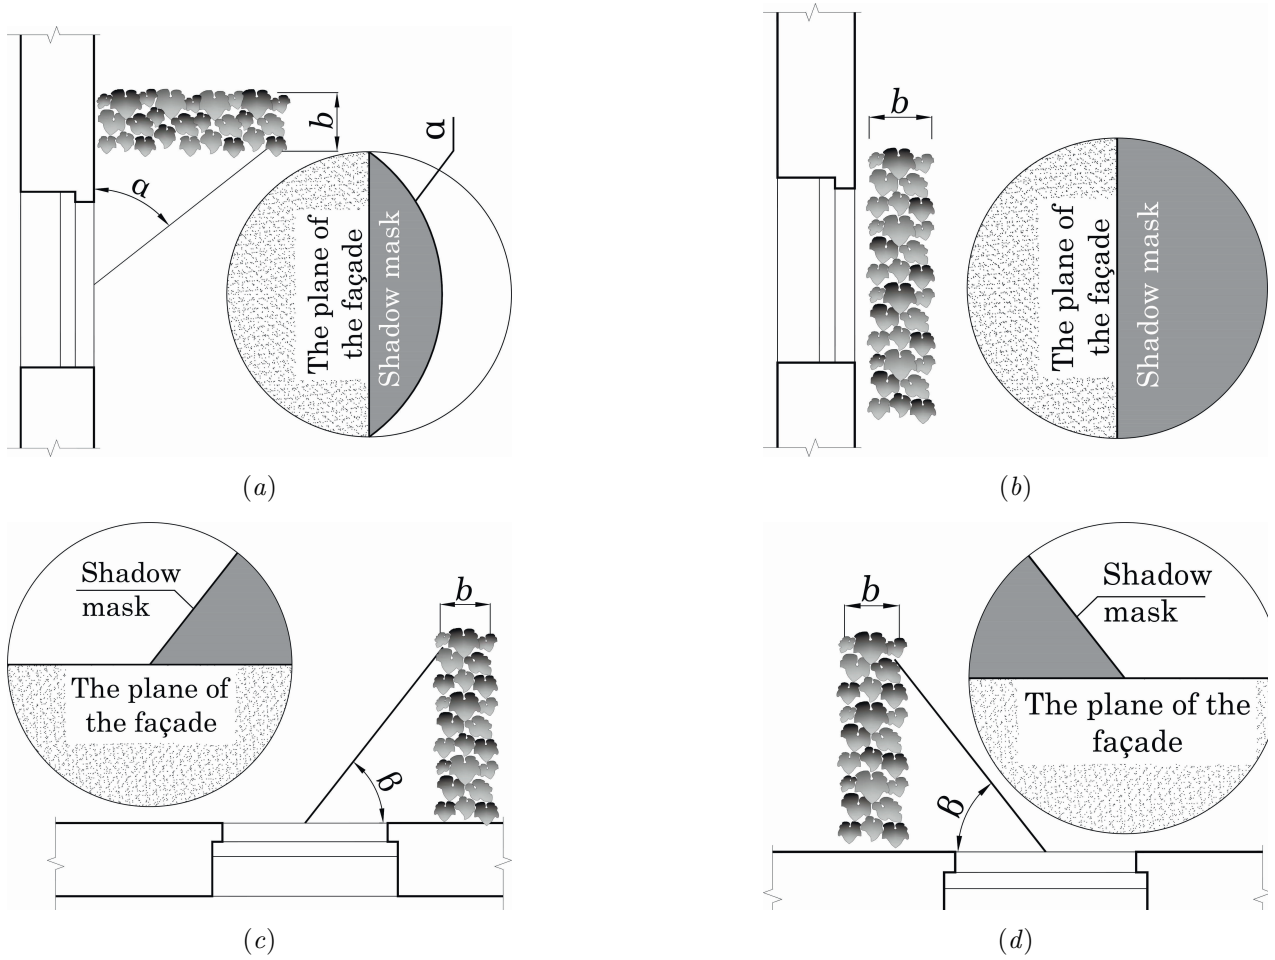 b
α
α
The plane of
the façade
Shadow mask
(a)
b
The plane of
the façade
Shadow mask
(b)
Shadow
mask
The plane of
the façade
b
β
(c)
b
β
Shadow
mask
The plane of the
façade
(d)